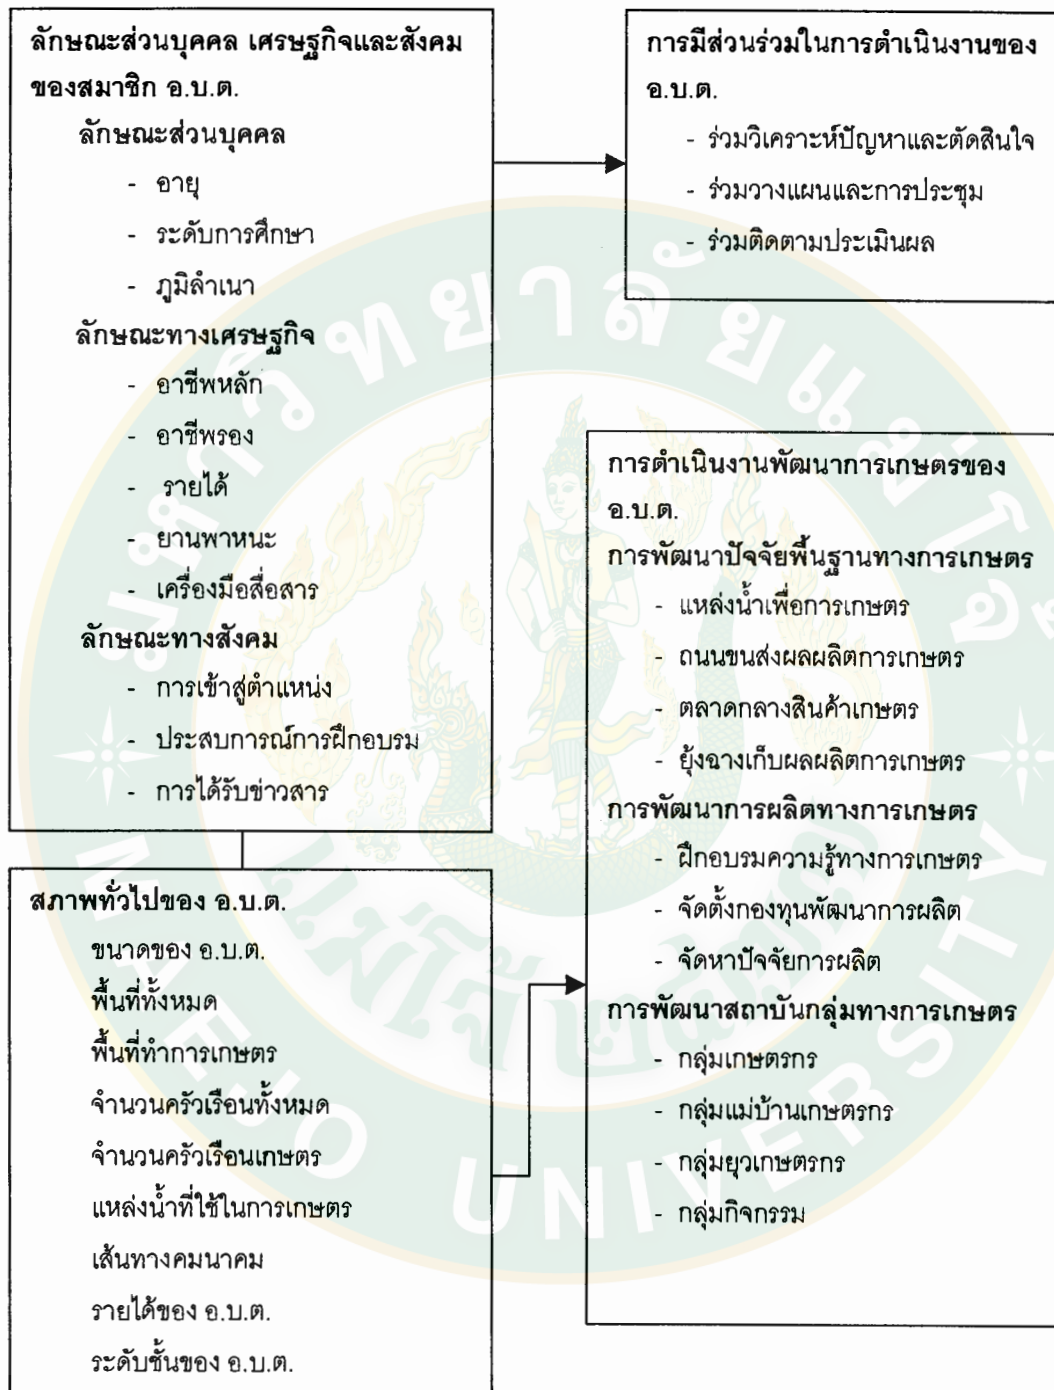 ลักษณะส่วนบุคคล เศรษฐกิจและสังคม
ของสมาชิก อ.บ.ต.
ลักษณะส่วนบุคคล
- อายุ
- ระดับการศึกษา
- ภูมิลำเนา
ลักษณะทางเศรษฐกิจ
- อาชีพหลัก
- อาชีพรอง
- รายได้
- ยานพาหนะ
- เครื่องมือสื่อสาร
ลักษณะทางสังคม
- การเข้าสู่ตำแหน่ง
- ประสบการณ์การฝึกอบรม
- การได้รับข่าวสาร
สภาพทั่วไปของ อ.บ.ต.
ขนาดของ อ.บ.ต.
พื้นที่ทั้งหมด
พื้นที่ทำการเกษตร
จำนวนครัวเรือนทั้งหมด
จำนวนครัวเรือนเกษตร
แหล่งน้ำที่ใช้ในการเกษตร
เส้นทางคมนาคม
รายได้ของ อ.บ.ต.
ระดับชั้นของ อ.บ.ต.
การมีส่วนร่วมในการดำเนินงานของ
อ.บ.ต.
- ร่วมวิเคราะห์ปัญหาและตัดสินใจ
- ร่วมวางแผนและการประชุม
- ร่วมติดตามประเมินผล
การดำเนินงานพัฒนาการเกษตรของ
อ.บ.ต.
การพัฒนาปัจจัยพื้นฐานทางการเกษตร
- แหล่งน้ำเพื่อการเกษตร
- ถนนขนส่งผลผลิตการเกษตร
- ตลาดกลางสินค้าเกษตร
- ยุ้งฉางเก็บผลผลิตการเกษตร
การพัฒนาการผลิตทางการเกษตร
- ฝึกอบรมความรู้ทางการเกษตร
- จัดตั้งกองทุนพัฒนาการผลิต
- จัดหาปัจจัยการผลิต
การพัฒนาสถาบันกลุ่มทางการเกษตร
- กลุ่มเกษตรกร
- กลุ่มแม่บ้านเกษตรกร
- กลุ่มยุวเกษตรกร
- กลุ่มกิจกรรม
มหาวิทยาลัยแม่โจ้
MAEJO UNIVERSITY